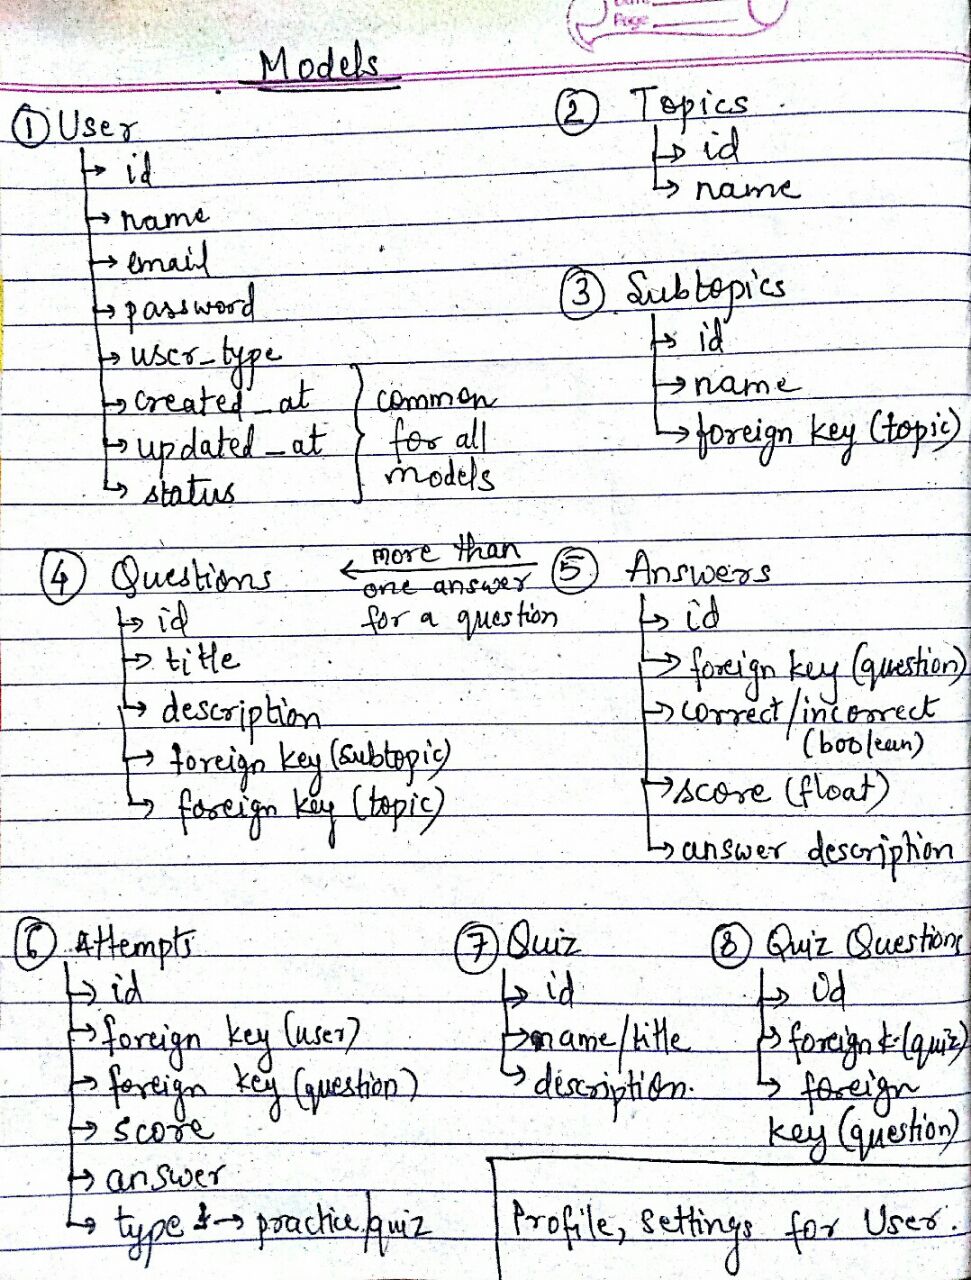 Page
Models
① User
→ id
→ name
→ email
→ password
→ user_type
→ created_at
→ updated_at
→ status
common
for all
models
② Topics
→ id
→ name
③ Subtopics
→ id
→ name
→ foreign key (topic)
④ Questions
→ id
→ title
→ description
→ foreign key (subtopic)
→ foreign key (topic)
← more than
one answer
for a question
⑤ Answers
→ id
→ foreign key (question)
→ correct/incorrect
(boolean)
→ score (float)
→ answer description
⑥ Attempts
→ id
→ foreign key (user)
→ foreign key (question)
→ score
→ answer
→ type → practice/quiz
⑦ Quiz
→ id
→ name/title
→ description.
⑧ Quiz Questions
→ id
→ foreign k. (quiz)
→ foreign
key (question)
Profile, settings for User.